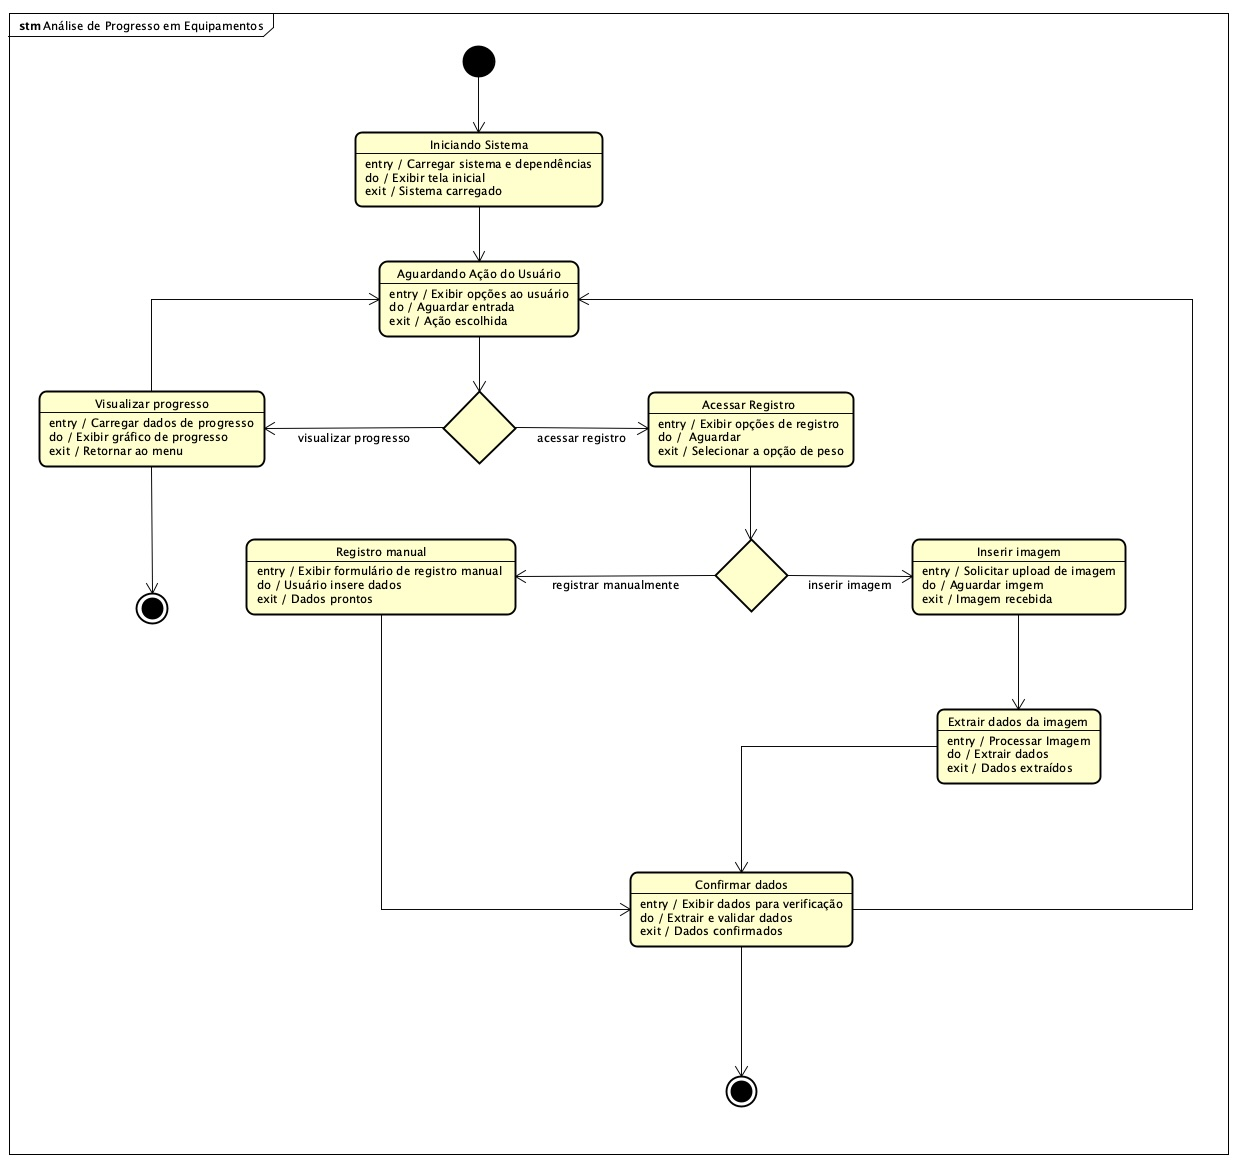 stm Análise de Progresso em Equipamentos
Iniciando Sistema
entry / Carregar sistema e dependências
do / Exibir tela inicial
exit / Sistema carregado
Aguardando Ação do Usuário
entry / Exibir opções ao usuário
do / Aguardar entrada
exit / Ação escolhida
Visualizar progresso
entry / Carregar dados de progresso
do / Exibir gráfico de progresso
exit / Retornar ao menu
visualizar progresso
acessar registro
Acessar Registro
entry / Exibir opções de registro
do / Aguardar
exit / Selecionar a opção de peso
Registro manual
entry / Exibir formulário de registro manual
do / Usuário insere dados
exit / Dados prontos
registrar manualmente
inserir imagem
Inserir imagem
entry / Solicitar upload de imagem
do / Aguardar imgem
exit / Imagem recebida
Extrair dados da imagem
entry / Processar Imagem
do / Extrair dados
exit / Dados extraídos
Confirmar dados
entry / Exibir dados para verificação
do / Extrair e validar dados
exit / Dados confirmados